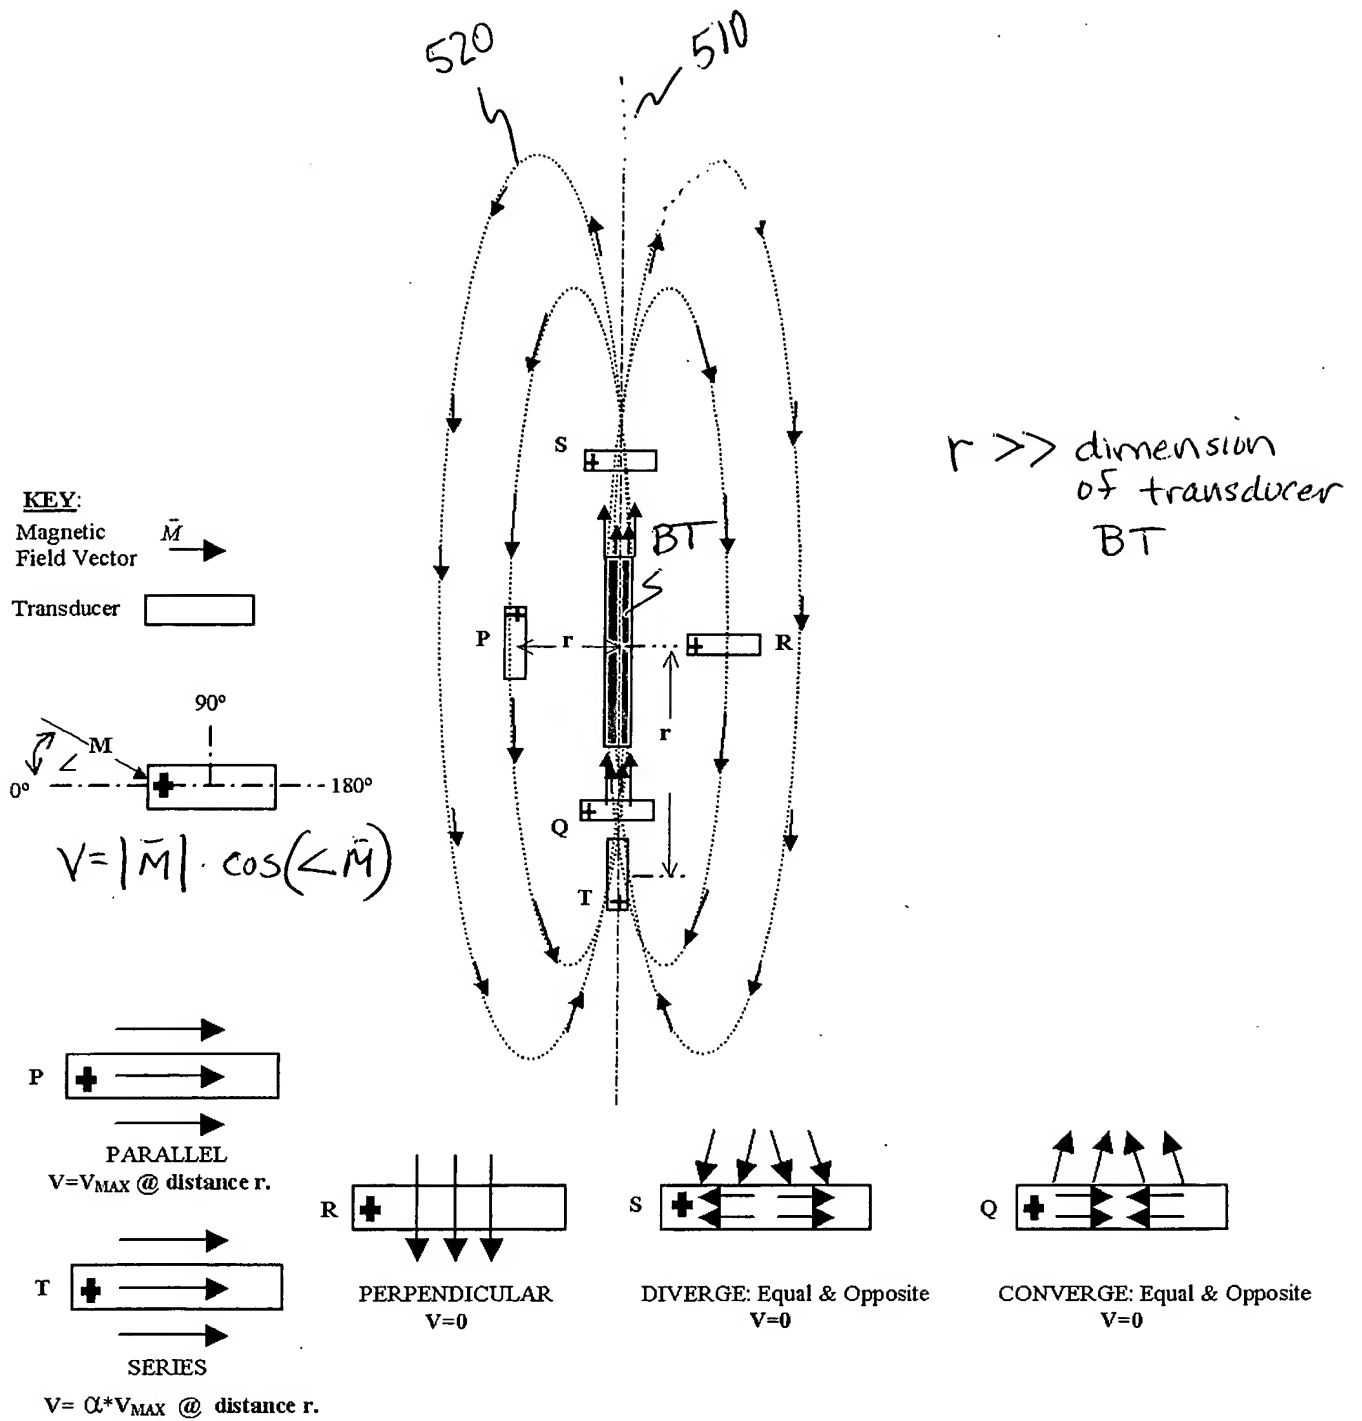 520
510
S
r >> dimension
of transducer
BT
KEY:
Magnetic
Field Vector
M̄
BT
Transducer
P
r
R
90°
r
M
∠
0°
180°
Q
V=|M̄| · cos(∠M̄)
T
P
PARALLEL
V=VMAX @ distance r.
R
S
Q
T
PERPENDICULAR
V=0
DIVERGE: Equal & Opposite
V=0
CONVERGE: Equal & Opposite
V=0
SERIES
V= α*VMAX @ distance r.